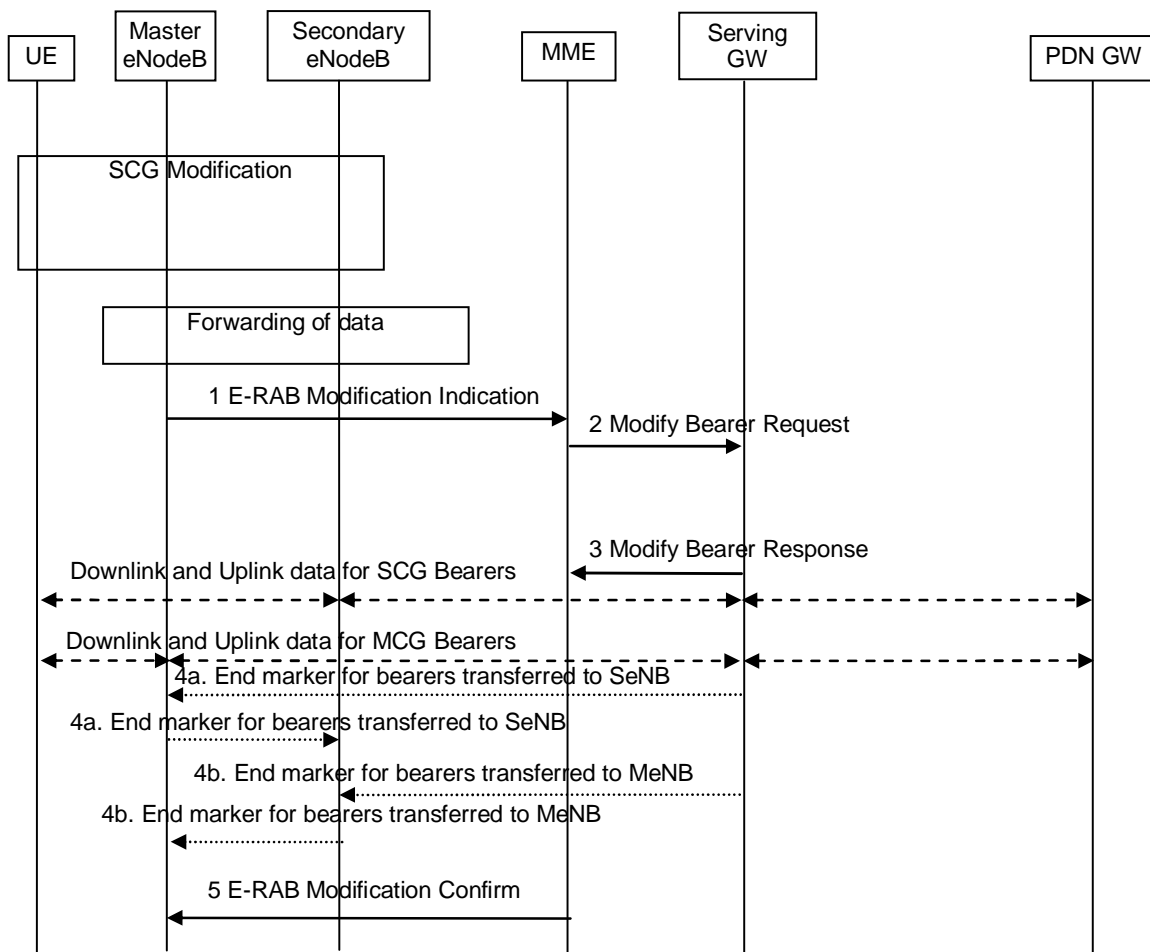 UE
Master
eNodeB
Secondary
eNodeB
MME
Serving
GW
PDN GW
SCG Modification
Forwarding of data
1 E-RAB Modification Indication
2 Modify Bearer Request
3 Modify Bearer Response
Downlink and Uplink data for SCG Bearers
Downlink and Uplink data for MCG Bearers
4a. End marker for bearers transferred to SeNB
4a. End marker for bearers transferred to SeNB
4b. End marker for bearers transferred to MeNB
4b. End marker for bearers transferred to MeNB
5 E-RAB Modification Confirm